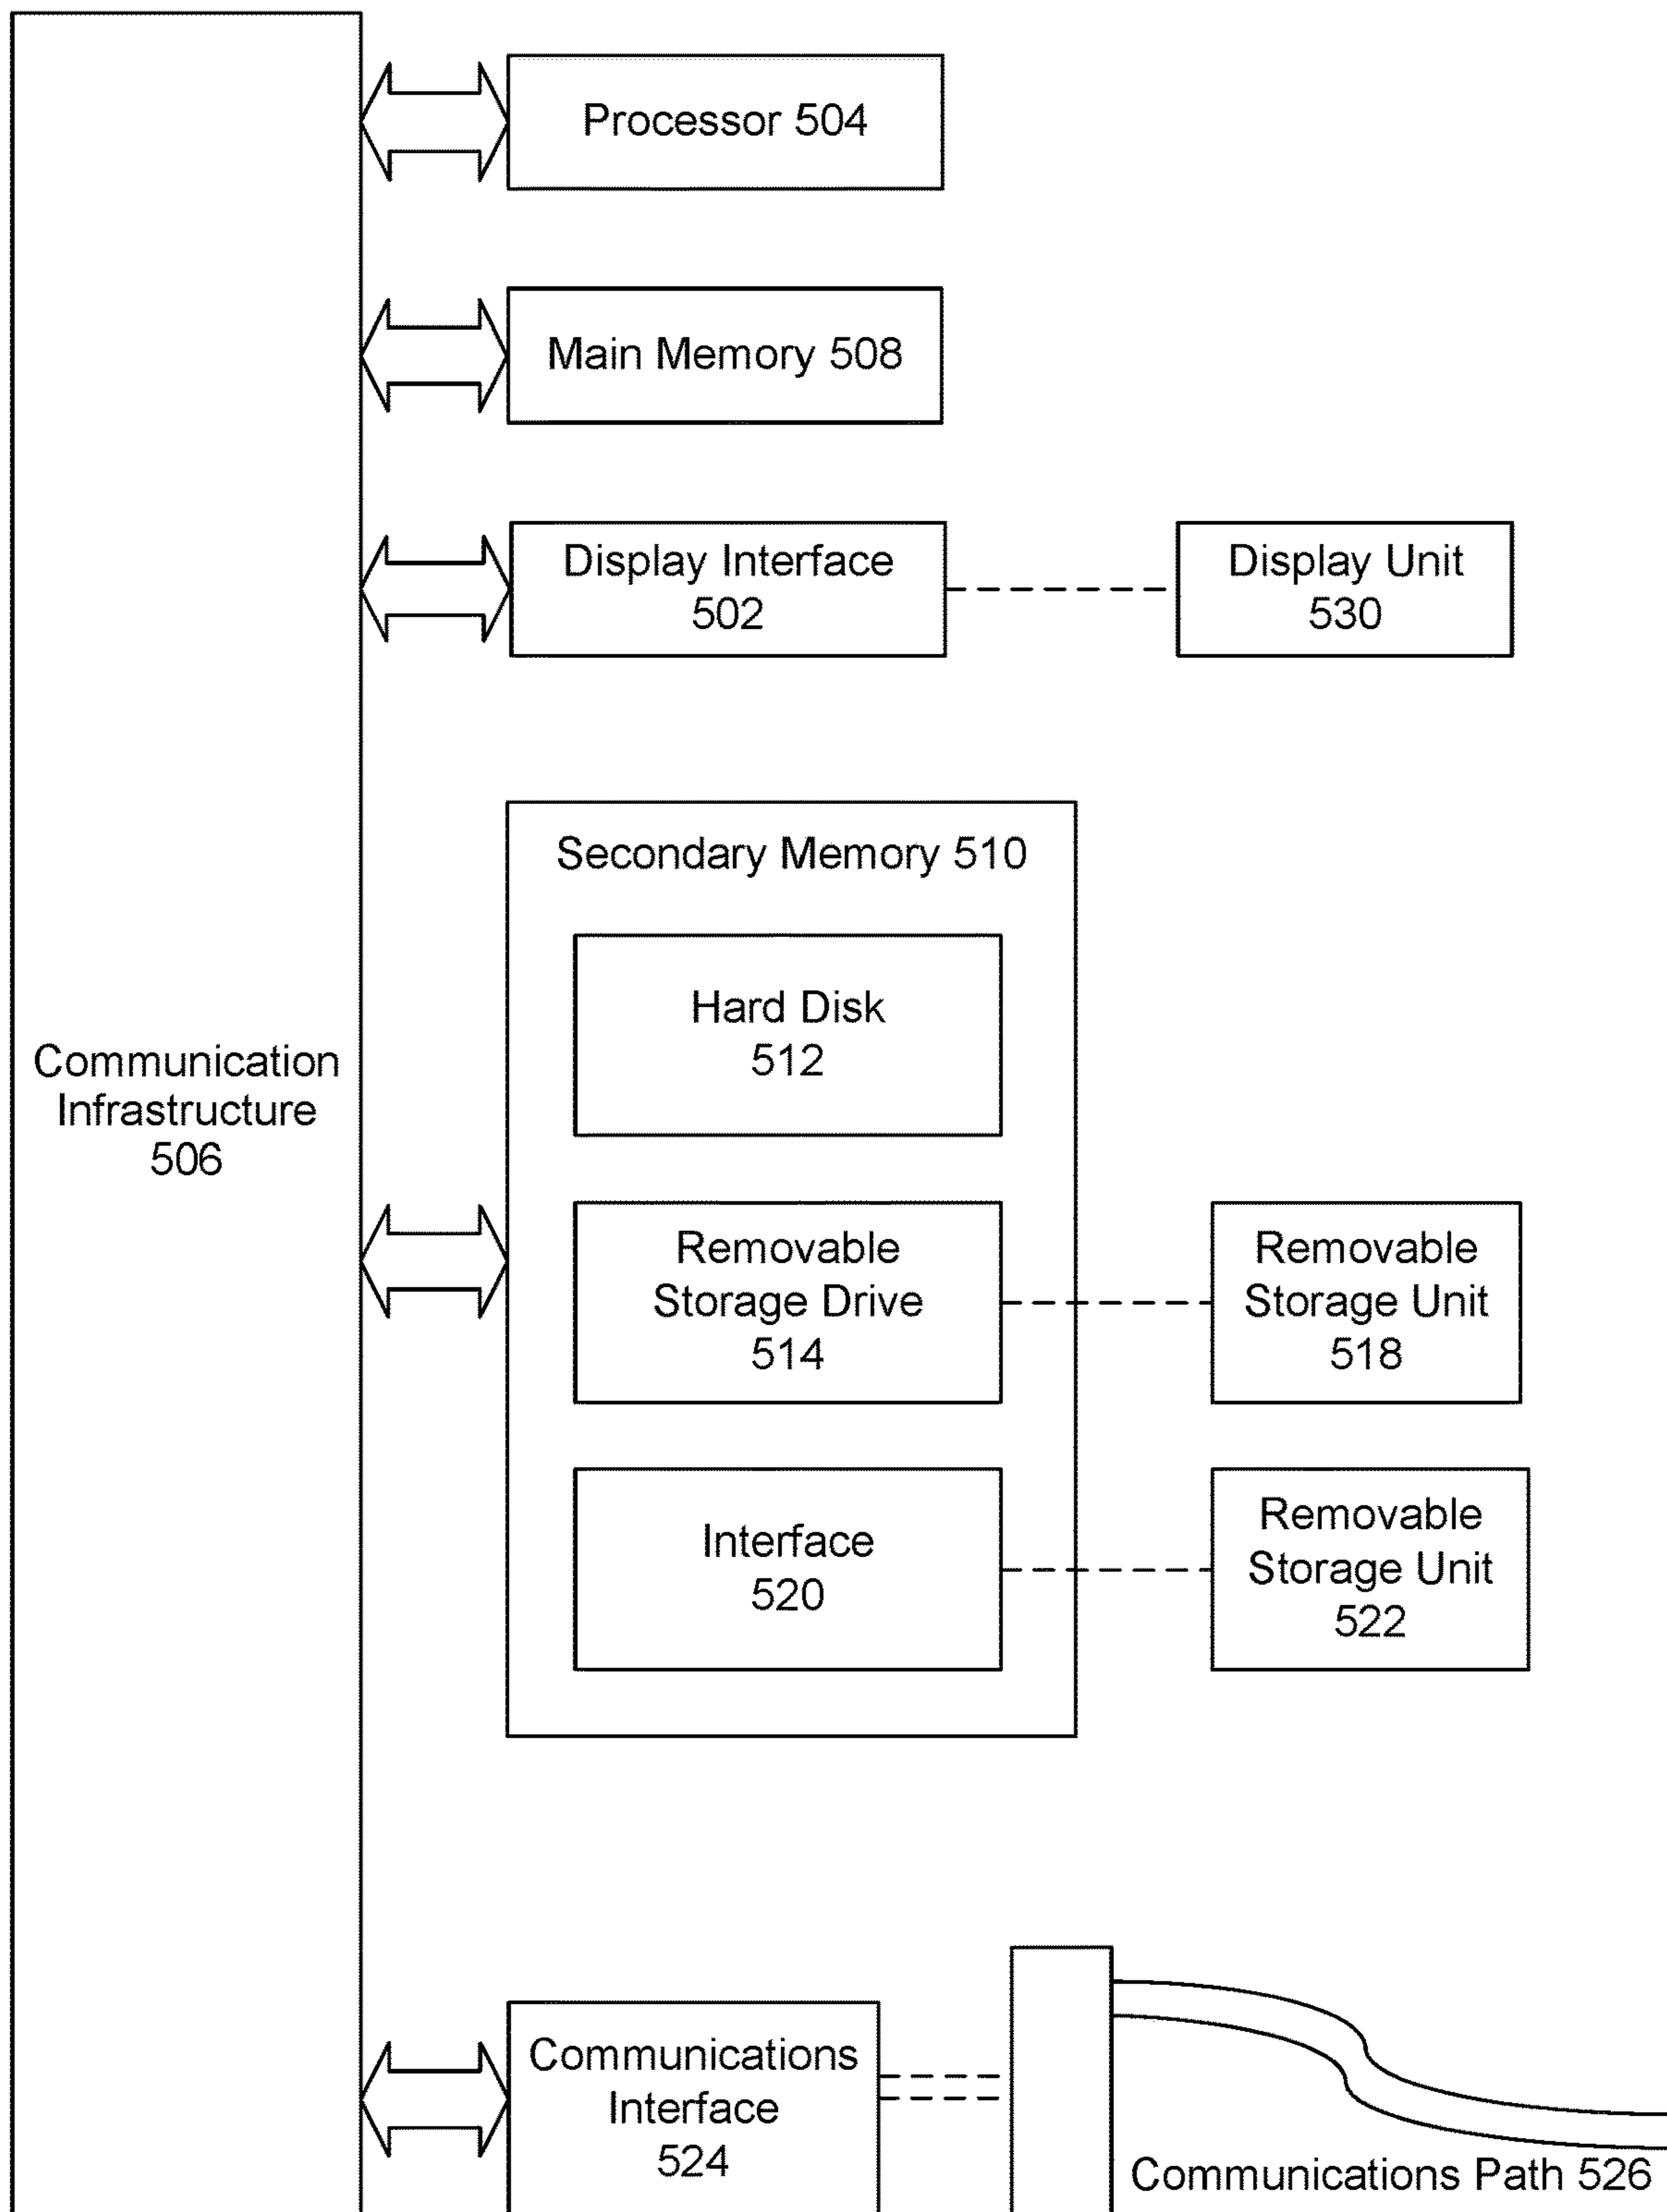 Processor 504
Main Memory 508
Display Interface
502
Display Unit
530
Secondary Memory 510
Hard Disk
512
Communication
Infrastructure
506
Removable
Storage Drive
514
Removable
Storage Unit
518
Interface
520
Removable
Storage Unit
522
Communications
Interface
524
Communications Path 526